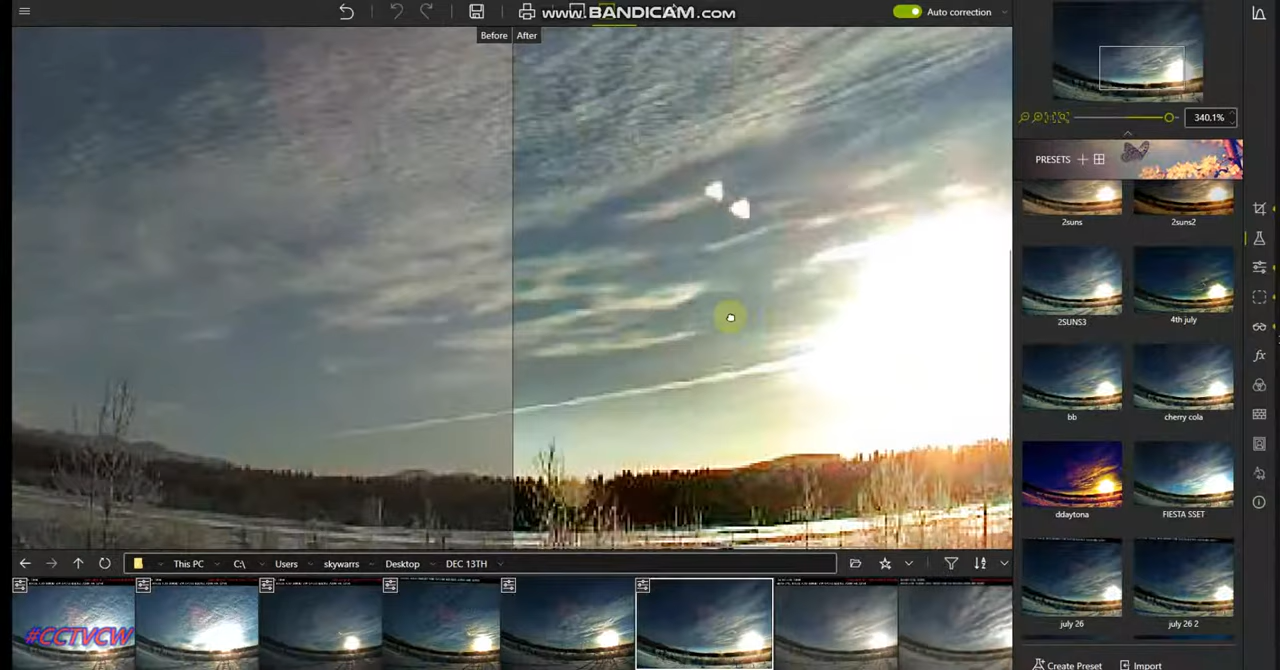 www.BANDICAM.com
Auto correction
Before
After
340.1%
PRESETS
2suns
2suns2
2SUNS3
4th july
bb
cherry cola
ddaytona
FIESTA SSET
july 26
july 26 2
This PC
C:\
Users
skywarrs
Desktop
DEC 13TH
#CCTVCW
Create Preset
Import